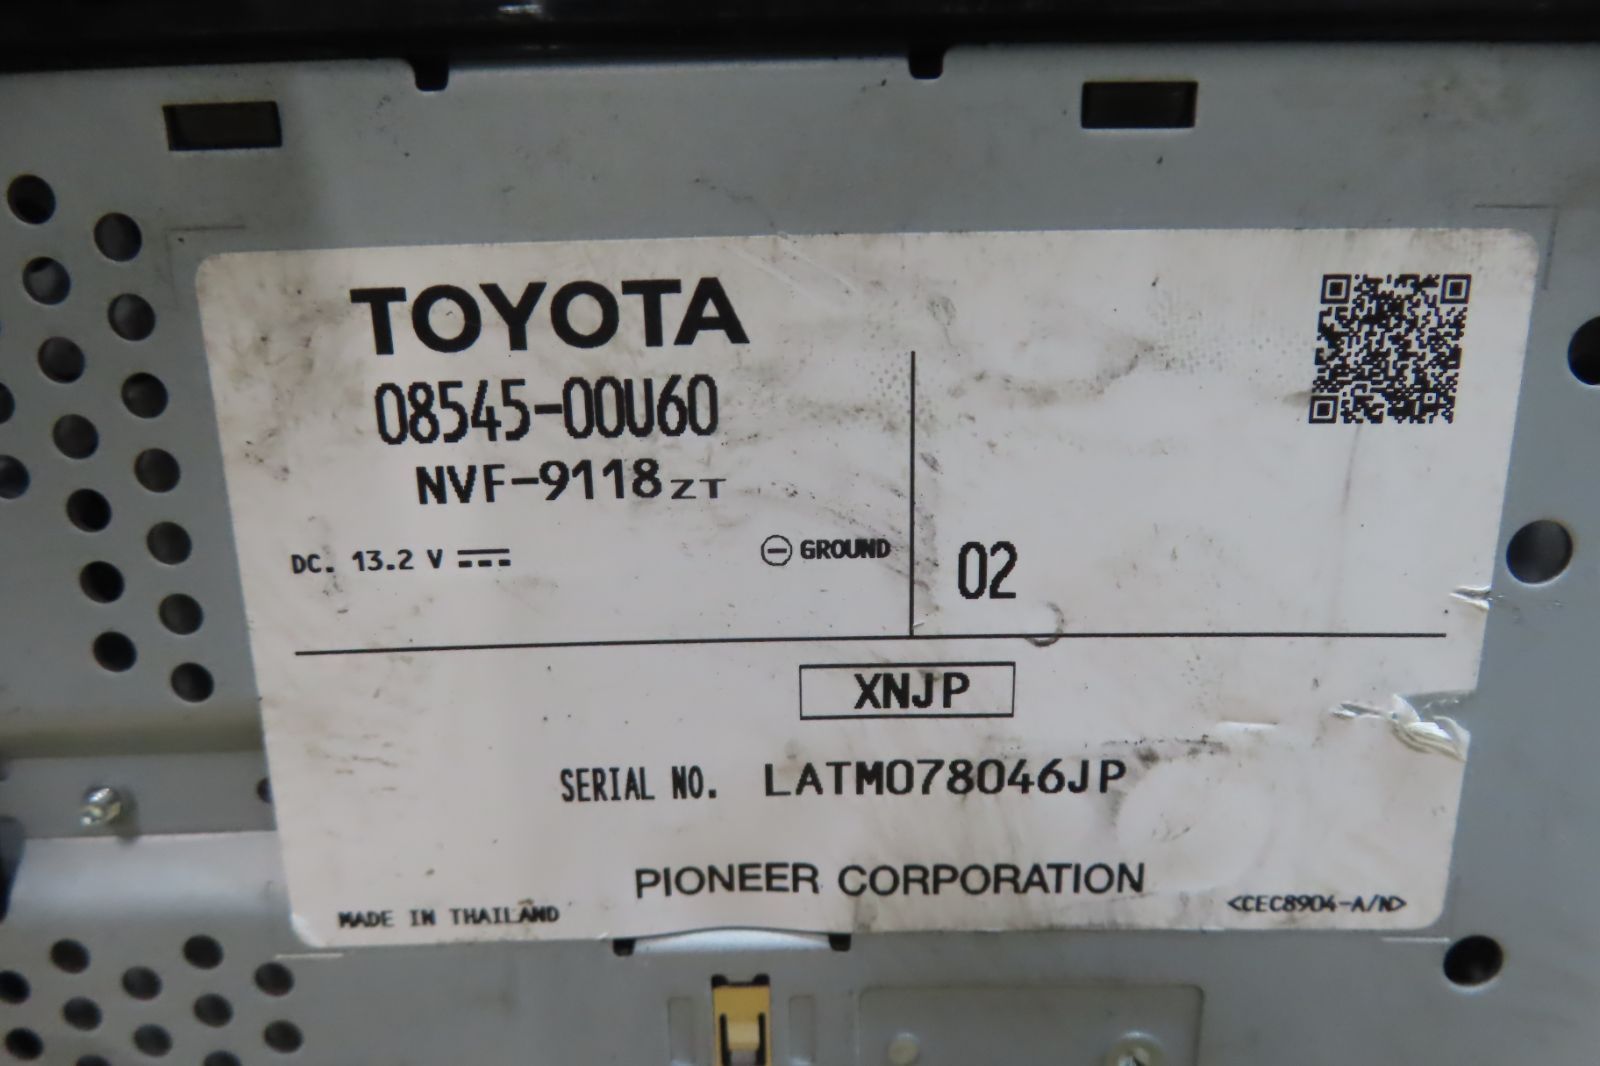 TOYOTA
08545-00U60
NVF-9118ZT
DC. 13.2 V
GROUND
02
XNJP
SERIAL NO. LATM078046JP
PIONEER CORPORATION
MADE IN THAILAND
<CEC8904-A/N>